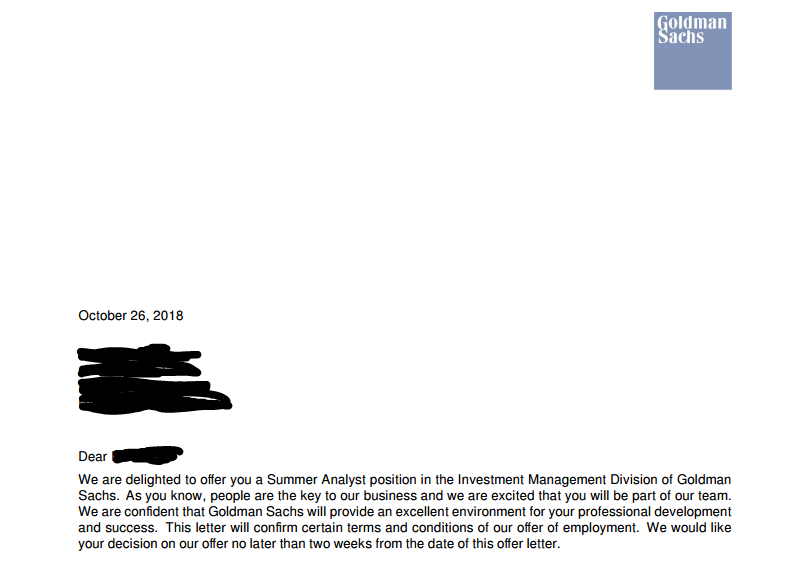 Goldman
Sachs
October 26, 2018
Dear
We are delighted to offer you a Summer Analyst position in the Investment Management Division of Goldman
Sachs. As you know, people are the key to our business and we are excited that you will be part of our team.
We are confident that Goldman Sachs will provide an excellent environment for your professional development
and success. This letter will confirm certain terms and conditions of our offer of employment. We would like
your decision on our offer no later than two weeks from the date of this offer letter.